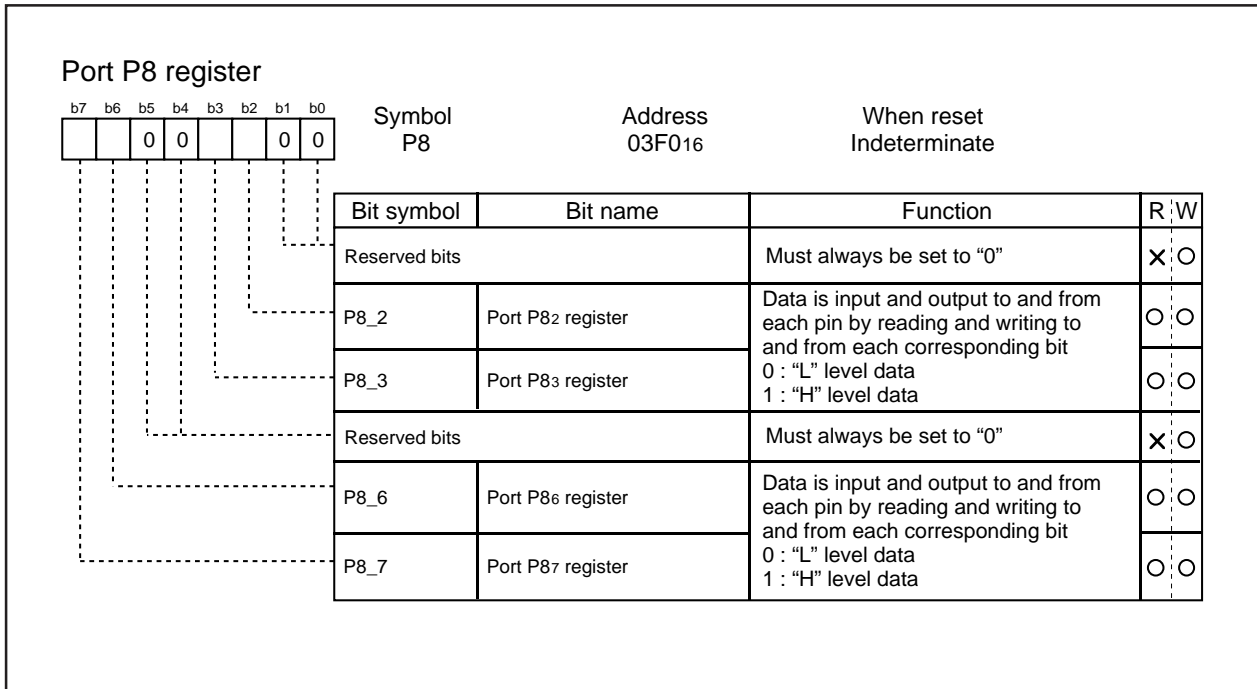 Port P8 register
b7 b6 b5 b4 b3 b2 b1 b0
0 0 0 0
Symbol Address When reset
P8 03F016 Indeterminate
Bit symbol Bit name Function R W
Reserved bits Must always be set to “0” X O
P8_2 Port P82 register Data is input and output to and from
each pin by reading and writing to
and from each corresponding bit
0 : “L” level data
1 : “H” level data O O
P8_3 Port P83 register O O
Reserved bits Must always be set to “0” X O
P8_6 Port P86 register Data is input and output to and from
each pin by reading and writing to
and from each corresponding bit
0 : “L” level data
1 : “H” level data O O
P8_7 Port P87 register O O